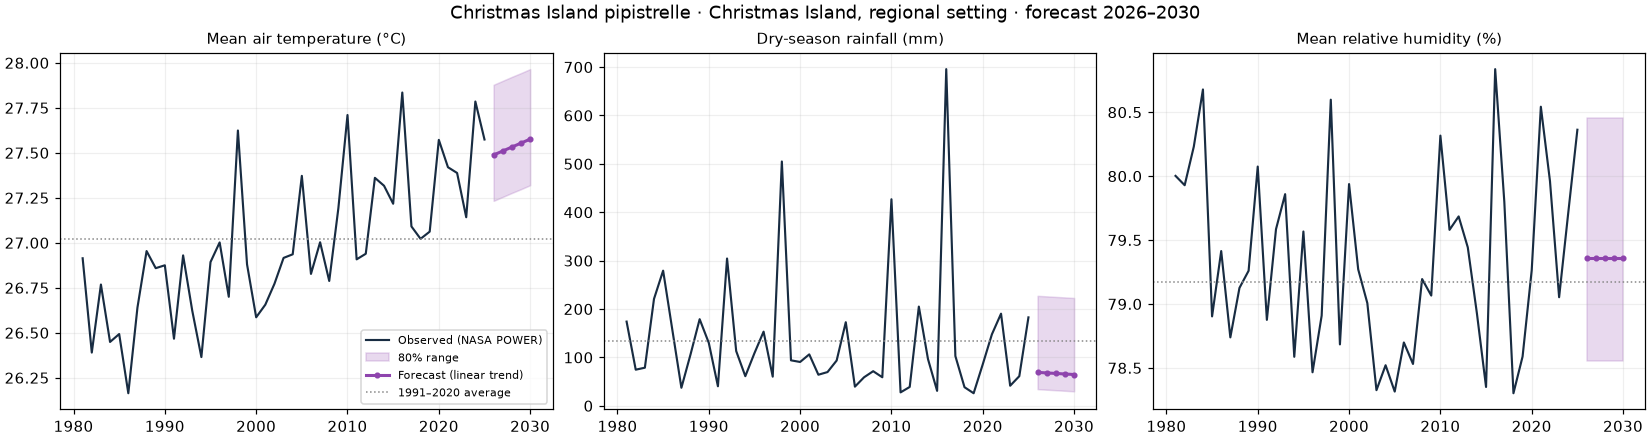 Christmas Island pipistrelle · Christmas Island, regional setting · forecast 2026–2030
Mean air temperature (°C)
28.00
27.75
27.50
27.25
27.00
26.75
26.50
26.25
1980 1990 2000 2010 2020 2030
Observed (NASA POWER)
80% range
Forecast (linear trend)
1991–2020 average
Dry-season rainfall (mm)
700
600
500
400
300
200
100
0
1980 1990 2000 2010 2020 2030
Mean relative humidity (%)
80.5
80.0
79.5
79.0
78.5
1980 1990 2000 2010 2020 2030